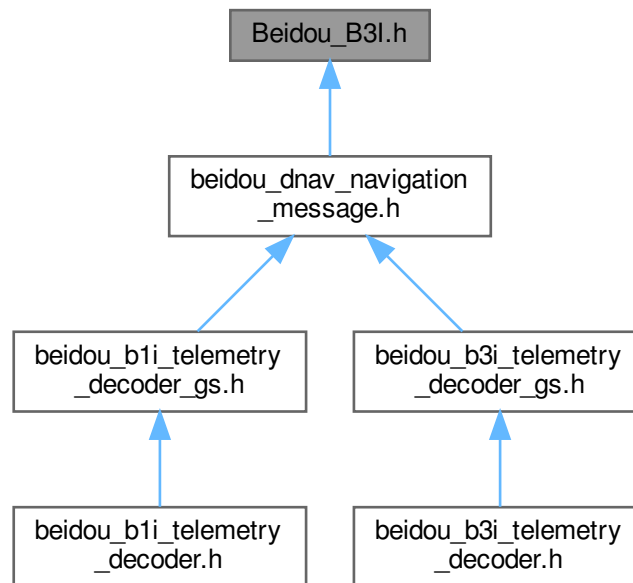 Beidou_B3I.h
beidou_dnav_navigation
_message.h
beidou_b1i_telemetry
_decoder_gs.h
beidou_b3i_telemetry
_decoder_gs.h
beidou_b1i_telemetry
_decoder.h
beidou_b3i_telemetry
_decoder.h